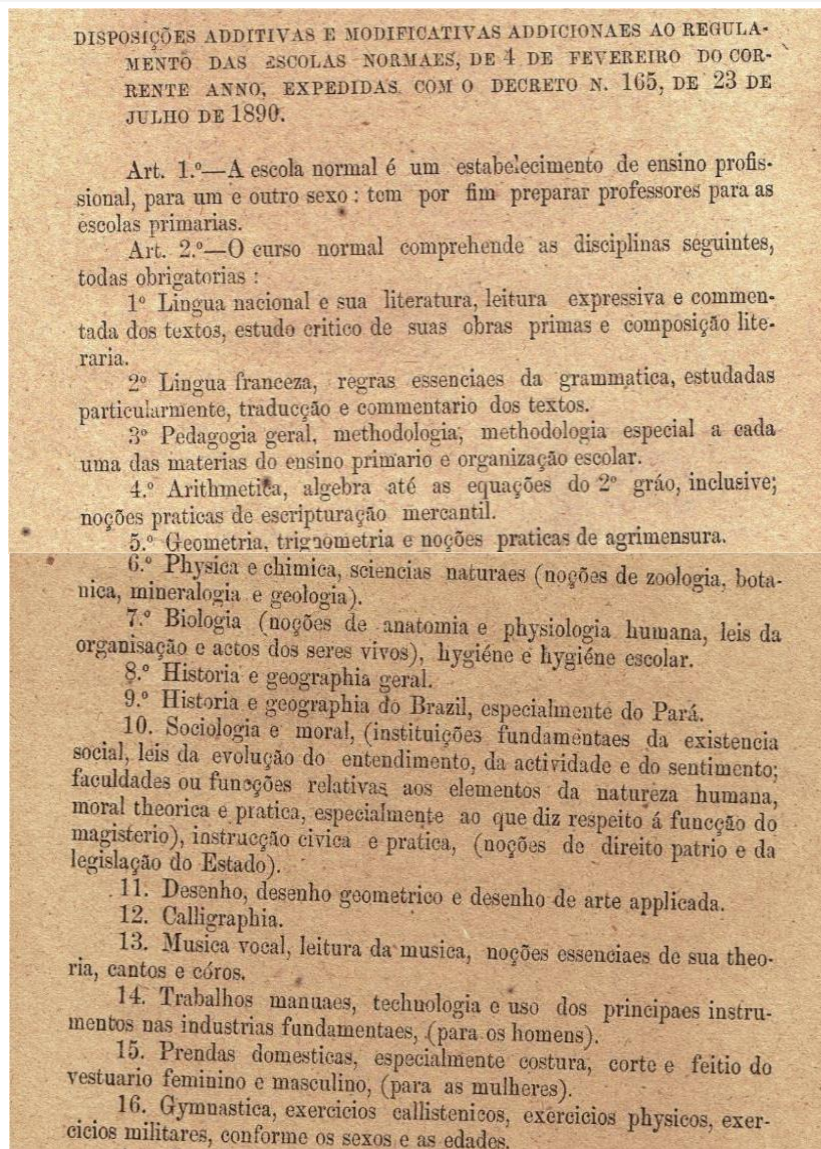 DISPOSIÇÕES ADDITIVAS E MODIFICATIVAS ADDICIONAES AO REGULA-
MENTO DAS ESCOLAS NORMAES, DE 4 DE FEVEREIRO DO COR-
RENTE ANNO, EXPEDIDAS COM O DECRETO N. 165, DE 23 DE
JULHO DE 1890.
Art. 1.º—A escola normal é um estabelecimento de ensino profis-
sional, para um e outro sexo: tem por fim preparar professores para as
escolas primarias.
Art. 2.º—O curso normal comprehende as disciplinas seguintes,
todas obrigatorias:
1º Lingua nacional e sua literatura, leitura expressiva e commen-
tada dos textos, estudo critico de suas obras primas e composição lite-
raria.
2º Lingua franceza, regras essenciaes da grammatica, estudadas
particularmente, traducção e commentario dos textos.
3º Pedagogia geral, methodologia, methodologia especial a cada
uma das materias do ensino primario e organização escolar.
4.º Arithmetica, algebra até as equações do 2º gráo, inclusive;
noções praticas de escripturação mercantil.
5.º Geometria, trignometria e noções praticas de agrimensura.
6.º Physica e chimica, sciencias naturaes (noções de zoologia, bota-
nica, mineralogia e geologia).
7.º Biologia (noções de anatomia e physiologia humana, leis da
organisação e actos dos seres vivos), hygiéne e hygiéne escolar.
8.º Historia e geographia geral.
9.º Historia e geographia do Brazil, especialmente do Pará.
10. Sociologia e moral, (instituições fundamentaes da existencia
social, leis da evolução do entendimento, da actividade e do sentimento;
faculdades ou funcções relativas aos elementos da natureza humana,
moral theorica e pratica, especialmente ao que diz respeito á funcção do
magisterio), instrucção civica e pratica, (noções de direito patrio e da
legislação do Estado).
11. Desenho, desenho geometrico e desenho de arte applicada.
12. Calligraphia.
13. Musica vocal, leitura da musica, noções essenciaes de sua theo-
ria, cantos e córos.
14. Trabalhos manuaes, technologia e uso dos principaes instru-
mentos nas industrias fundamentaes, (para os homens).
15. Prendas domesticas, especialmente costura, corte e feitio do
vestuario feminino e masculino, (para as mulheres).
16. Gymnastica, exercicios callistenicos, exercicios physicos, exer-
cicios militares, conforme os sexos e as edades.